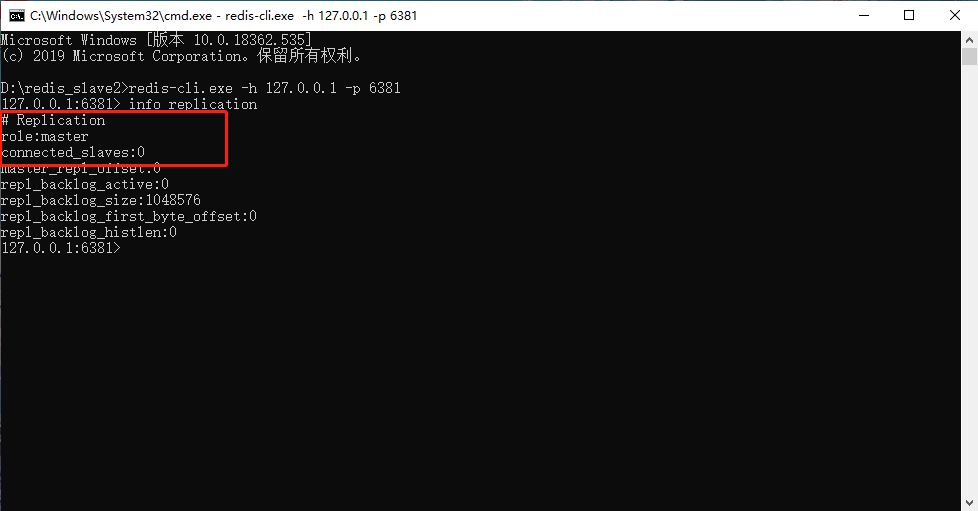 C:\Windows\System32\cmd.exe - redis-cli.exe  -h 127.0.0.1 -p 6381
Microsoft Windows [版本 10.0.18362.535]
(c) 2019 Microsoft Corporation。保留所有权利。
D:\redis_slave2>redis-cli.exe -h 127.0.0.1 -p 6381
127.0.0.1:6381> info replication
# Replication
role:master
connected_slaves:0
master_repl_offset:0
repl_backlog_active:0
repl_backlog_size:1048576
repl_backlog_first_byte_offset:0
repl_backlog_histlen:0
127.0.0.1:6381>